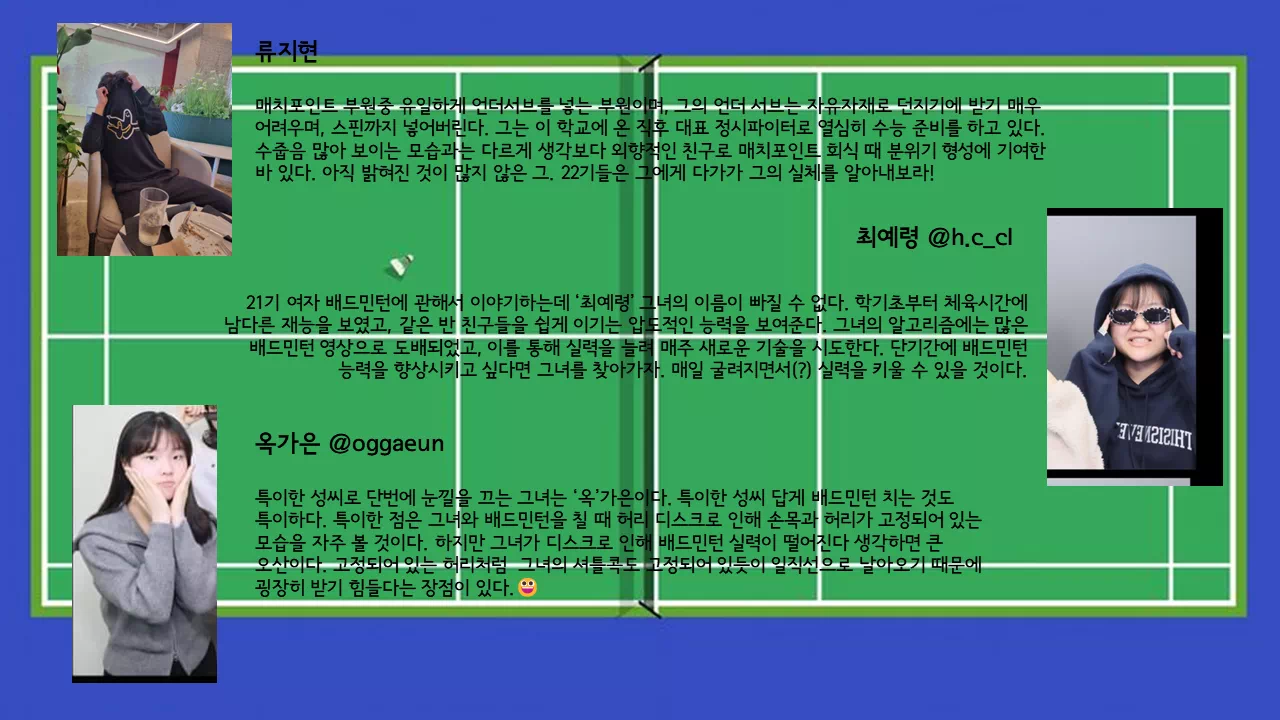 류지현
매치포인트 부원중 유일하게 언더서브를 넣는 부원이며, 그의 언더 서브는 자유자재로 던지기에 받기 매우
어려우며, 스핀까지 넣어버린다. 그는 이 학교에 온 직후 대표 정시파이터로 열심히 수능 준비를 하고 있다.
수줍음 많아 보이는 모습과는 다르게 생각보다 외향적인 친구로 매치포인트 회식 때 분위기 형성에 기여한
바 있다. 아직 밝혀진 것이 많지 않은 그. 22기들은 그에게 다가가 그의 실체를 알아내보라!
최예령 @h.c_cl
21기 여자 배드민턴에 관해서 이야기하는데 ‘최예령’ 그녀의 이름이 빠질 수 없다. 학기초부터 체육시간에
남다른 재능을 보였고, 같은 반 친구들을 쉽게 이기는 압도적인 능력을 보여준다. 그녀의 알고리즘에는 많은
배드민턴 영상으로 도배되었고, 이를 통해 실력을 늘려 매주 새로운 기술을 시도한다. 단기간에 배드민턴
능력을 향상시키고 싶다면 그녀를 찾아가자. 매일 굴려지면서(?) 실력을 키울 수 있을 것이다.
THISISNEVE
옥가은 @oggaeun
특이한 성씨로 단번에 눈낄을 끄는 그녀는 ‘옥’가은이다. 특이한 성씨 답게 배드민턴 치는 것도
특이하다. 특이한 점은 그녀와 배드민턴을 칠 때 허리 디스크로 인해 손목과 허리가 고정되어 있는
모습을 자주 볼 것이다. 하지만 그녀가 디스크로 인해 배드민턴 실력이 떨어진다 생각하면 큰
오산이다. 고정되어 있는 허리처럼  그녀의 셔틀콕도 고정되어 있듯이 일직선으로 날아오기 때문에
굉장히 받기 힘들다는 장점이 있다.😀